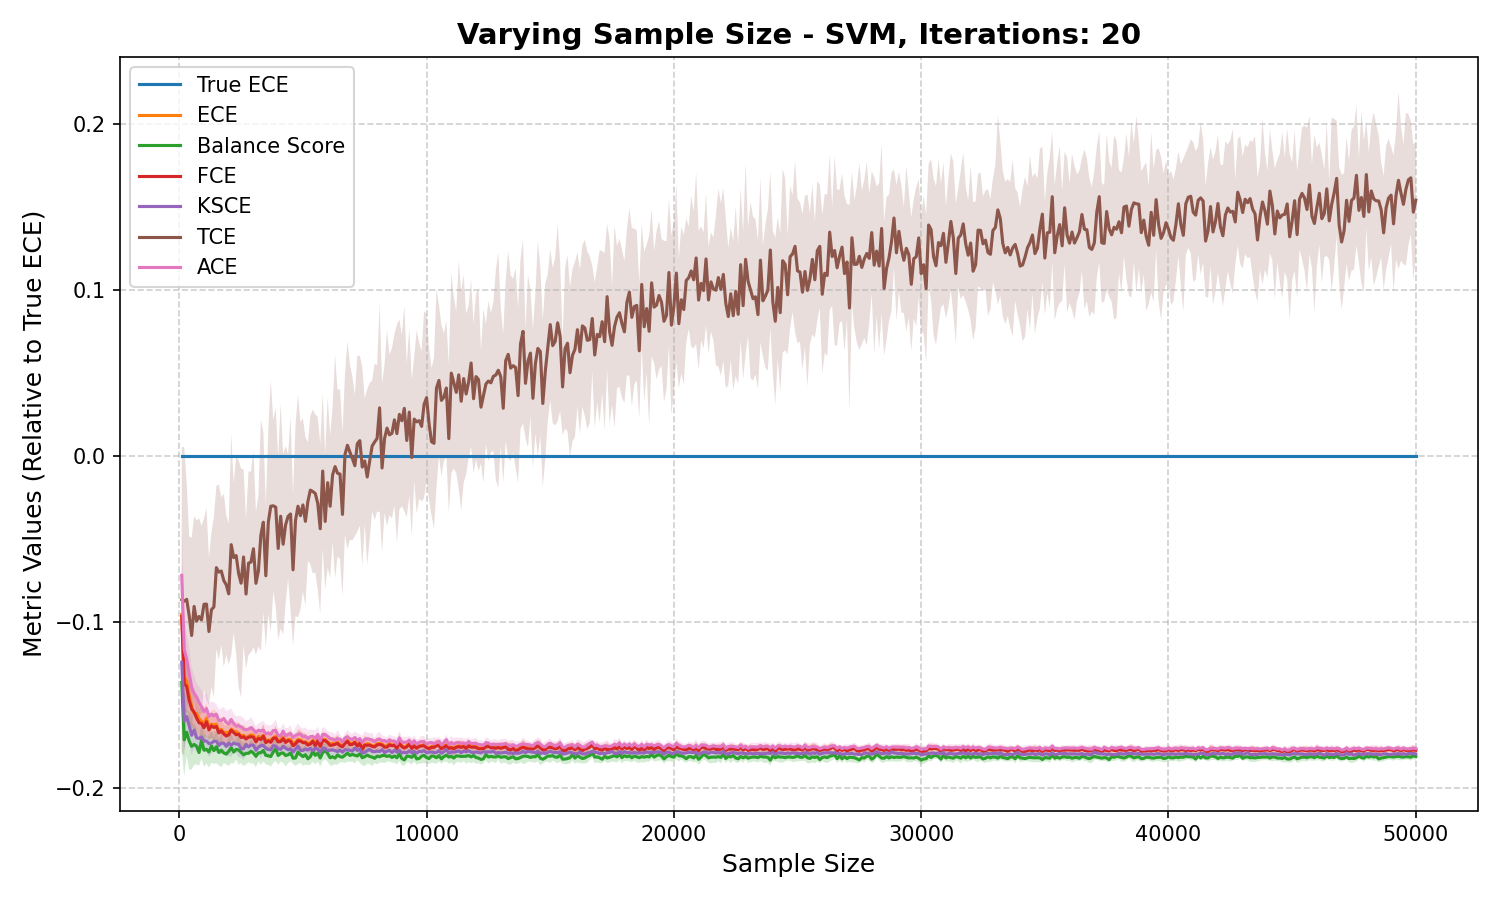 Varying Sample Size - SVM, Iterations: 20
True ECE
ECE
Balance Score
FCE
KSCE
TCE
ACE
Metric Values (Relative to True ECE)
0.2
0.1
0.0
−0.1
−0.2
0
10000
20000
30000
40000
50000
Sample Size